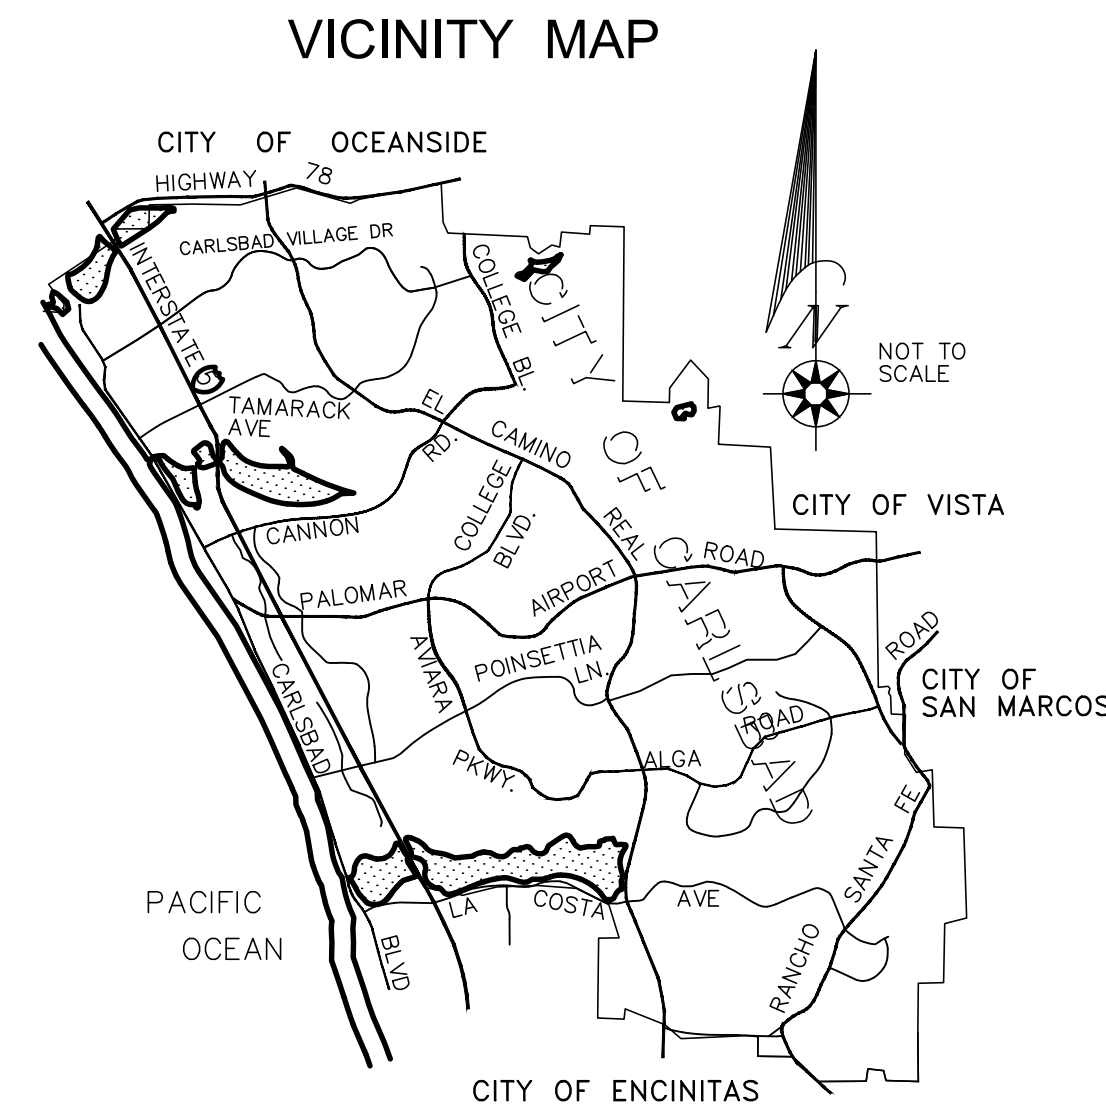 VICINITY MAP
CITY OF OCEANSIDE
HIGHWAY 78
CARLSBAD VILLAGE DR
INTERSTATE 5
COLLEGE BL.
CITY OF CARLSBAD
N
NOT TO
SCALE
TAMARACK
AVE
EL CAMINO REAL
CANNON RD.
COLLEGE
BLVD.
CITY OF VISTA
PALOMAR AIRPORT ROAD
AVIARA PKWY.
POINSETTIA
LN.
CARLSBAD BLVD
ALGA ROAD
CITY OF
SAN MARCOS
RANCHO SANTA FE ROAD
LA COSTA AVE
PACIFIC
OCEAN
CITY OF ENCINITAS